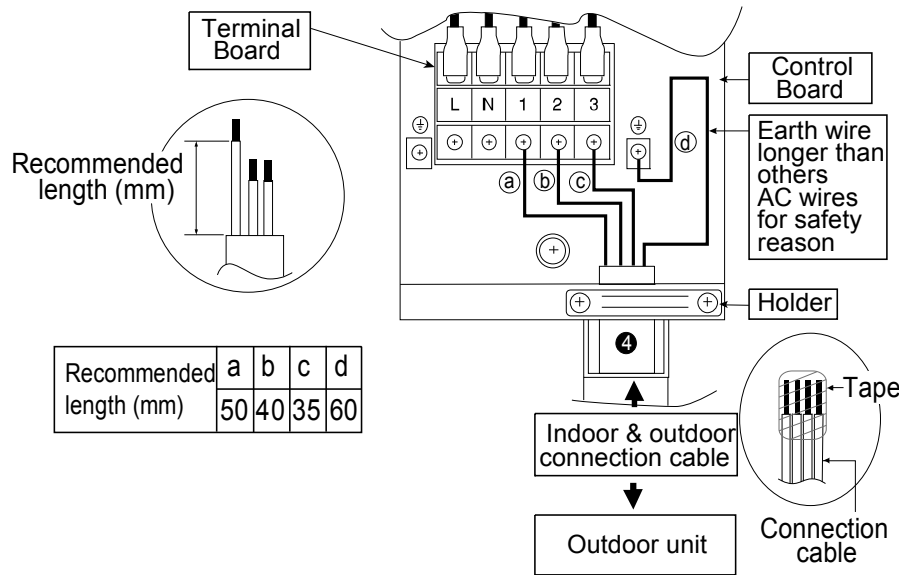 Terminal
Board
Control
Board
L N 1 2 3
Recommended
length (mm)
ⓐ ⓑ ⓒ ⓓ
Earth wire
longer than
others
AC wires
for safety
reason
Holder
❹
Recommended
length (mm)
a b c d
50 40 35 60
Tape
Indoor & outdoor
connection cable
Connection
cable
Outdoor unit